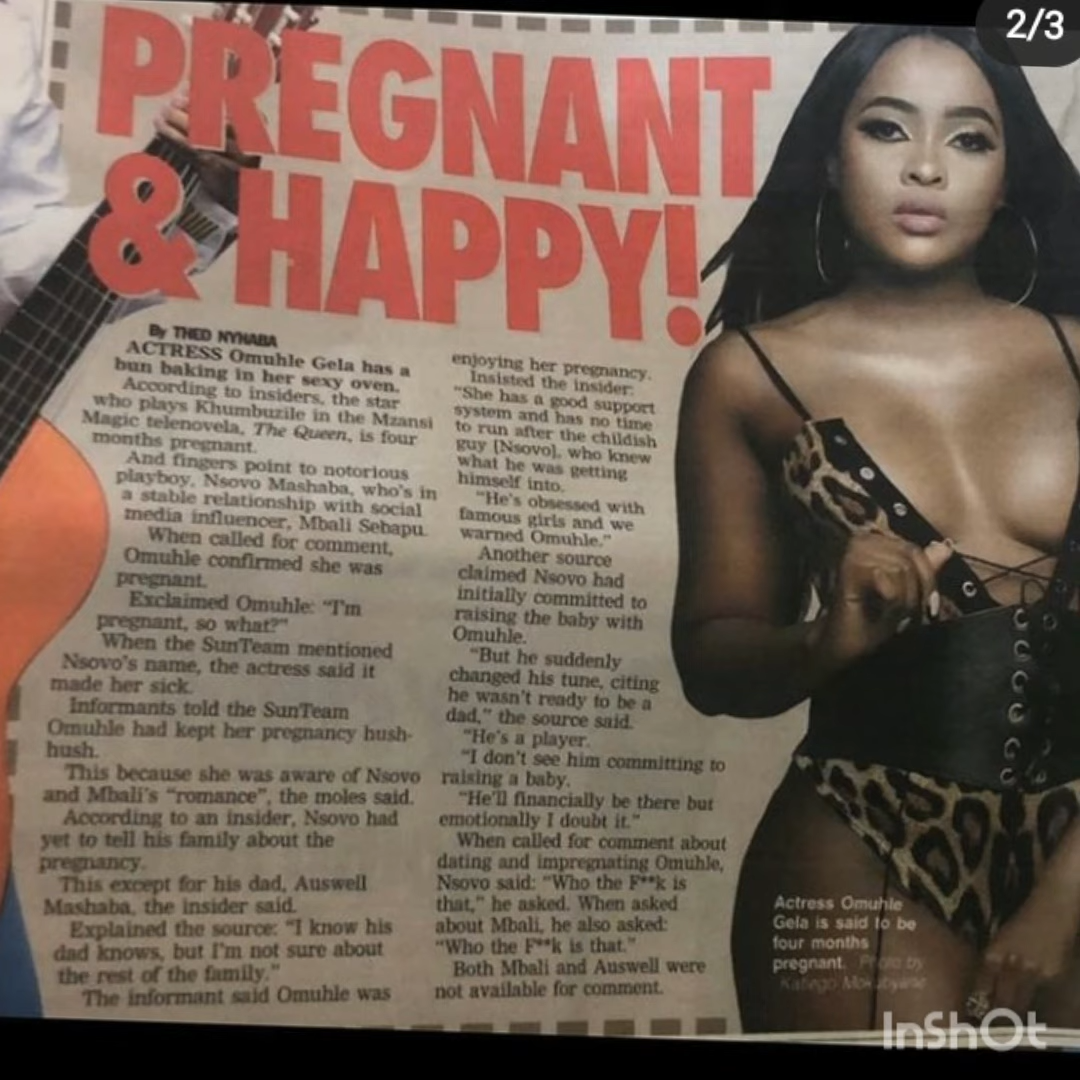 2/3
PREGNANT
& HAPPY!
By THEO NYHABA
ACTRESS Omuhle Gela has a
bun baking in her sexy oven.
According to insiders, the star
who plays Khumbuzile in the Mzansi
Magic telenovela, The Queen, is four
months pregnant.
And fingers point to notorious
playboy, Nsovo Mashaba, who's in
a stable relationship with social
media influencer, Mbali Sebapu.
When called for comment,
Omuhle confirmed she was
pregnant.
Exclaimed Omuhle: "I'm
pregnant, so what?"
When the SunTeam mentioned
Nsovo's name, the actress said it
made her sick.
Informants told the SunTeam
Omuhle had kept her pregnancy hush-
hush.
This because she was aware of Nsovo
and Mbali's "romance", the moles said.
According to an insider, Nsovo had
yet to tell his family about the
pregnancy.
This except for his dad, Auswell
Mashaba, the insider said.
Explained the source: "I know his
dad knows, but I'm not sure about
the rest of the family."
The informant said Omuhle was
enjoying her pregnancy.
Insisted the insider:
"She has a good support
system and has no time
to run after the childish
guy [Nsovo], who knew
what he was getting
himself into.
"He's obsessed with
famous girls and we
warned Omuhle."
Another source
claimed Nsovo had
initially committed to
raising the baby with
Omuhle.
"But he suddenly
changed his tune, citing
he wasn't ready to be a
dad," the source said.
"He's a player.
"I don't see him committing to
raising a baby.
"He'll financially be there but
emotionally I doubt it."
When called for comment about
dating and impregnating Omuhle,
Nsovo said: "Who the F**k is
that," he asked. When asked
about Mbali, he also asked:
"Who the F**k is that."
Both Mbali and Auswell were
not available for comment.
Actress Omuhle
Gela is said to be
four months
pregnant. Photo by
InShOt